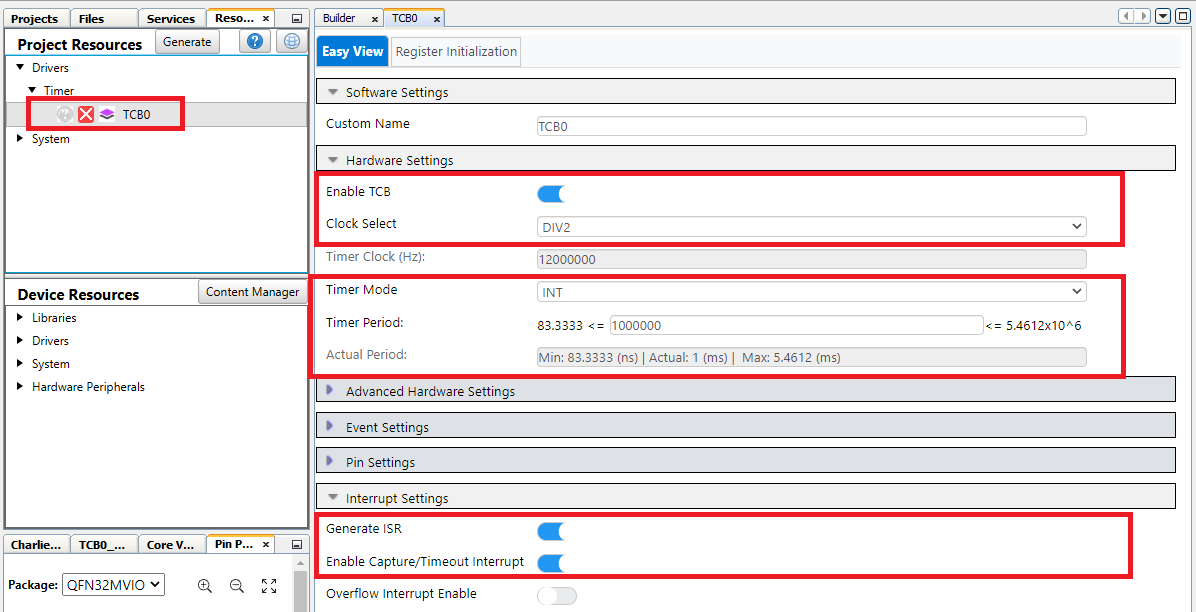 Projects
Files
Services
Reso... ×
Project Resources
Generate
?
Drivers
Timer
TCB0
System
Device Resources
Content Manager
Libraries
Drivers
System
Hardware Peripherals
Charlie...
TCB0_...
Core V...
Pin P... ×
Package:
QFN32MVIO
Builder ×
TCB0 ×
Easy View
Register Initialization
Software Settings
Custom Name
TCB0
Hardware Settings
Enable TCB
Clock Select
DIV2
Timer Clock (Hz):
12000000
Timer Mode
INT
Timer Period:
83.3333 <= 1000000 <= 5.4612x10^6
Actual Period:
Min: 83.3333 (ns) | Actual: 1 (ms) | Max: 5.4612 (ms)
Advanced Hardware Settings
Event Settings
Pin Settings
Interrupt Settings
Generate ISR
Enable Capture/Timeout Interrupt
Overflow Interrupt Enable